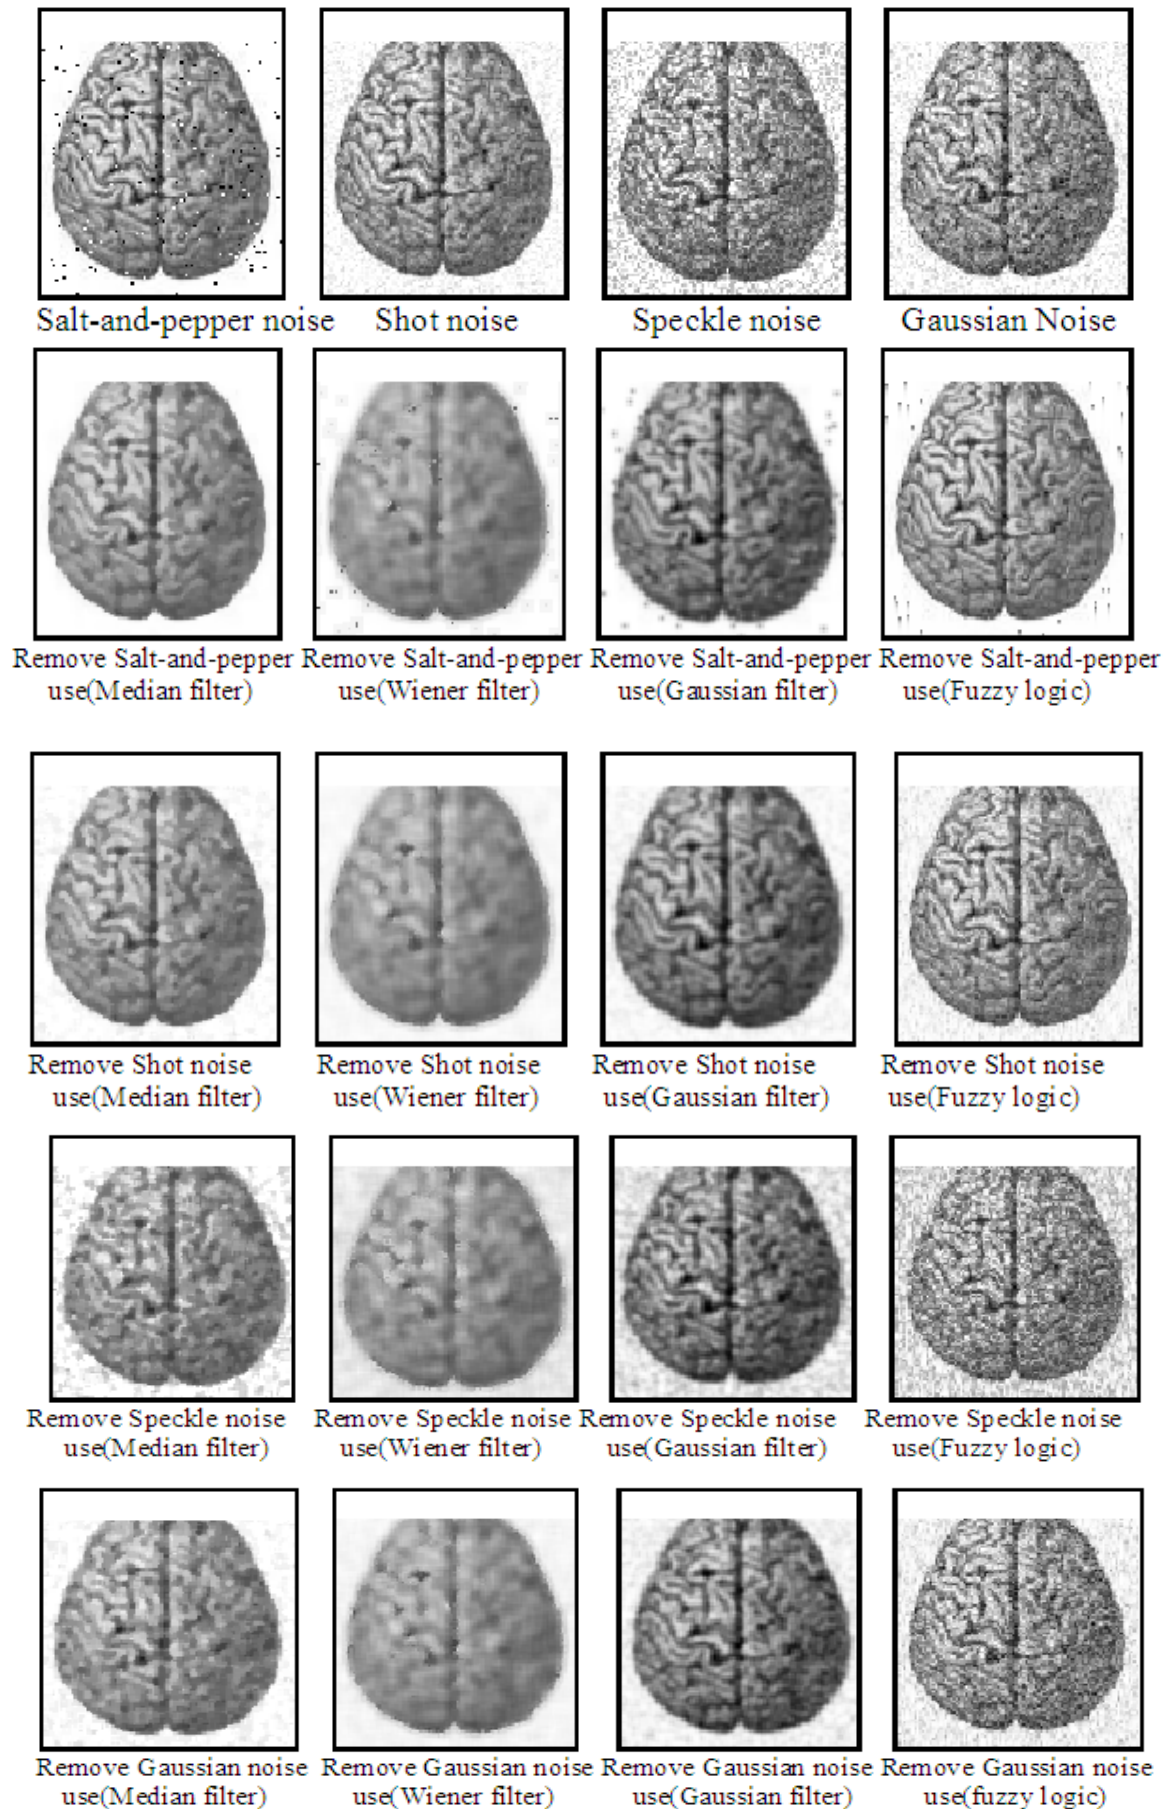 Salt-and-pepper noise Shot noise Speckle noise Gaussian Noise
Remove Salt-and-pepper Remove Salt-and-pepper Remove Salt-and-pepper Remove Salt-and-pepper
use(Median filter) use(Wiener filter) use(Gaussian filter) use(Fuzzy logic)
Remove Shot noise Remove Shot noise Remove Shot noise Remove Shot noise
use(Median filter) use(Wiener filter) use(Gaussian filter) use(Fuzzy logic)
Remove Speckle noise Remove Speckle noise Remove Speckle noise Remove Speckle noise
use(Median filter) use(Wiener filter) use(Gaussian filter) use(Fuzzy logic)
Remove Gaussian noise Remove Gaussian noise Remove Gaussian noise Remove Gaussian noise
use(Median filter) use(Wiener filter) use(Gaussian filter) use(fuzzy logic)